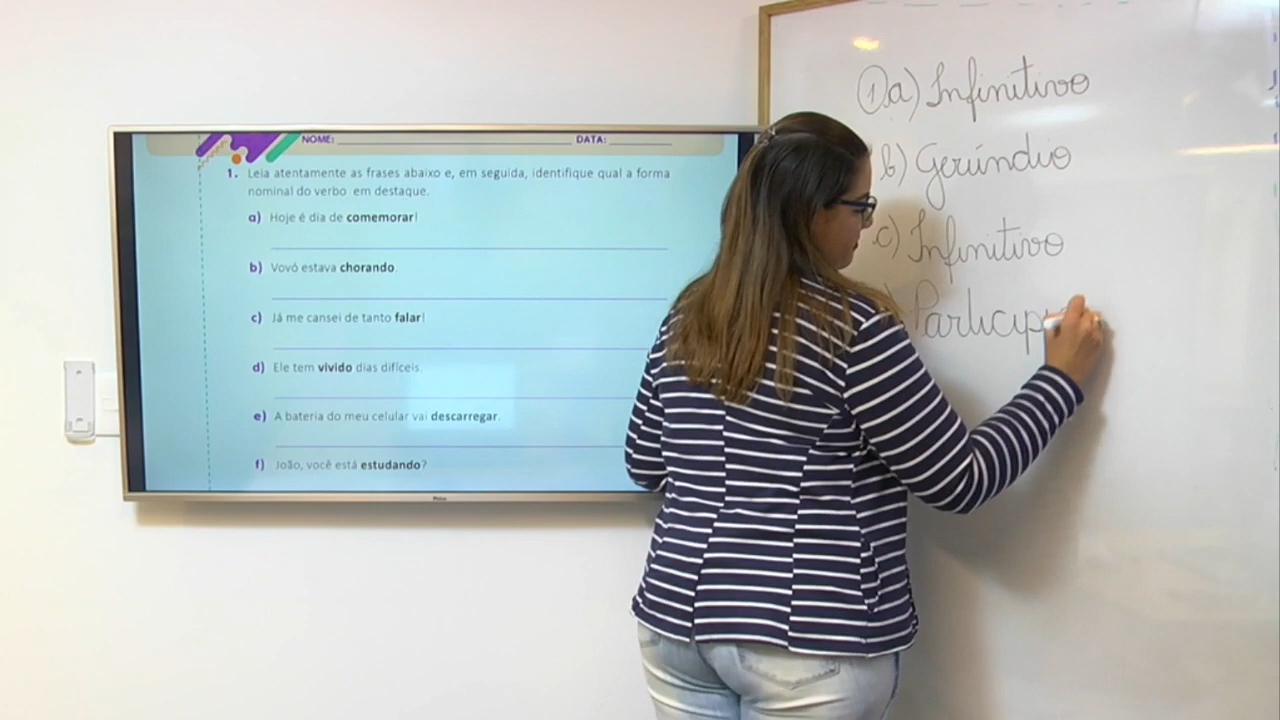 NOME: DATA:
1. Leia atentamente as frases abaixo e, em seguida, identifique qual a forma
nominal do verbo em destaque.
a) Hoje é dia de comemorar!
b) Vovó estava chorando.
c) Já me cansei de tanto falar!
d) Ele tem vivido dias difíceis.
e) A bateria do meu celular vai descarregar.
f) João, você está estudando?
Philco
1) a) Infinitivo
b) Gerúndio
c) Infinitivo
Particip